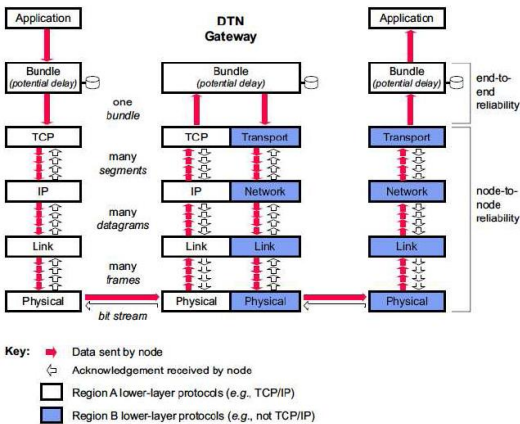 DTN
Gateway
Application
Application
Bundle
(potential delay)
Bundle
(potential delay)
Bundle
(potential delay)
end-to-
end
reliability
one
bundle
TCP
TCP
Transport
Transport
many
segments
IP
IP
Network
Network
node-to-
node
reliability
many
datagrams
Link
Link
Link
Link
many
frames
Physical
Physical
Physical
Physical
bit stream
Key:
Data sent by node
Acknowledgement received by node
Region A lower-layer protocols (e.g., TCP/IP)
Region B lower-layer protocols (e.g., not TCP/IP)